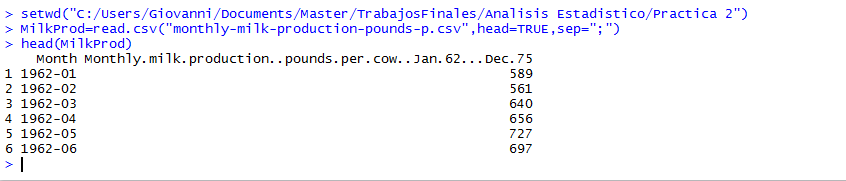 > setwd("C:/Users/Giovanni/Documents/Master/TrabajosFinales/Analisis Estadistico/Practica 2")
> MilkProd=read.csv("monthly-milk-production-pounds-p.csv",head=TRUE,sep=";")
> head(MilkProd)
Month Monthly.milk.production..pounds.per.cow..Jan.62...Dec.75
1 1962-01 589
2 1962-02 561
3 1962-03 640
4 1962-04 656
5 1962-05 727
6 1962-06 697
>